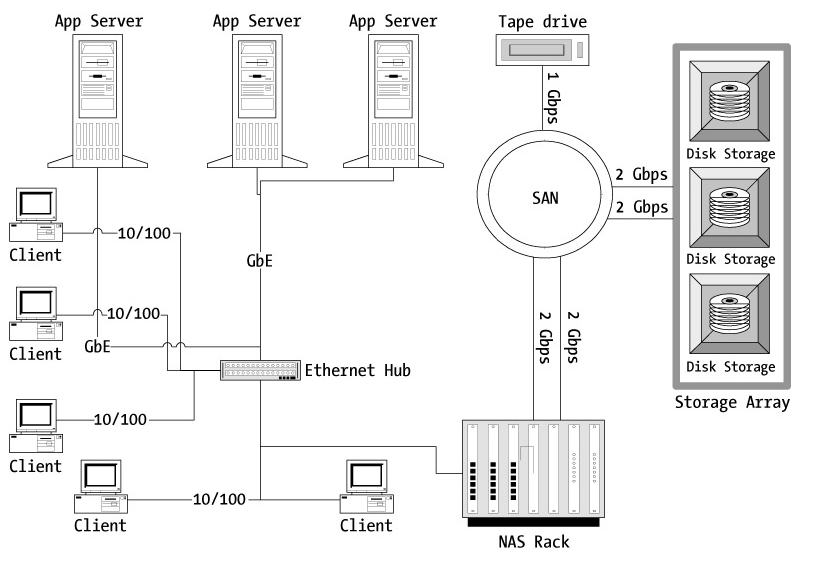 App Server
App Server
App Server
Tape drive
1 Gbps
SAN
2 Gbps
2 Gbps
Disk Storage
Disk Storage
Disk Storage
Storage Array
Client
10/100
Client
10/100
GbE
GbE
Ethernet Hub
2 Gbps
2 Gbps
Client
10/100
Client
10/100
Client
NAS Rack